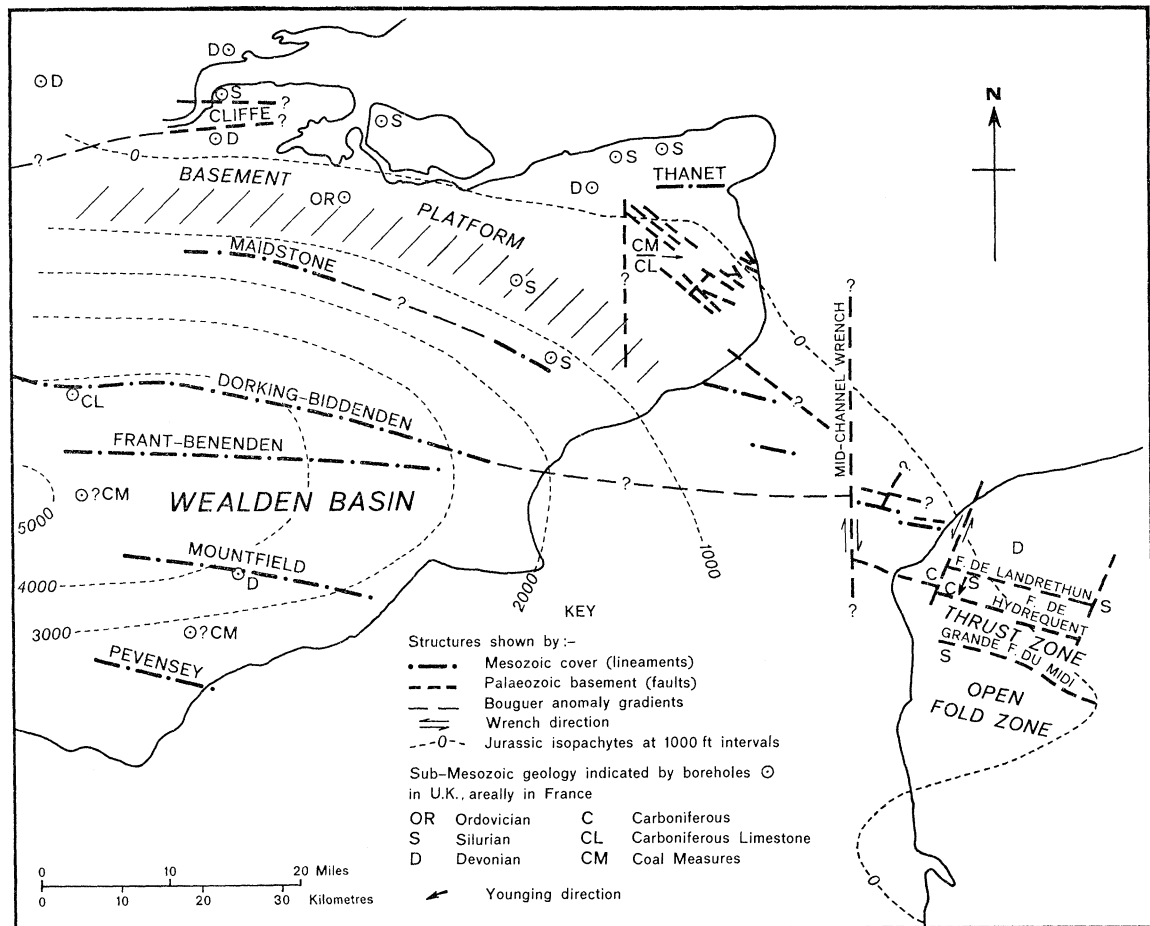 D
D
S
?
CLIFFE
?
D
S
?
0
S
S
BASEMENT
THANET
D
OR
PLATFORM
N
CM
CL
MAIDSTONE
S
?
?
?
0
S
MID-CHANNEL WRENCH
DORKING-BIDDENDEN
CL
?
FRANT-BENENDEN
?
?
?CM
WEALDEN BASIN
?
5000
MOUNTFIELD
D
D
4000
2000
1000
F. DE LANDRETHUN
C
S
C
S
?
F. DE
HYDREQUENT
THRUST ZONE
3000
?CM
GRANDE F. DU MIDI
S
PEVENSEY
OPEN
FOLD ZONE
0
KEY
Structures shown by :-
Mesozoic cover (lineaments)
Palaeozoic basement (faults)
Bouguer anomaly gradients
Wrench direction
-0- Jurassic isopachytes at 1000 ft intervals
Sub-Mesozoic geology indicated by boreholes
in U.K., areally in France
OR Ordovician C Carboniferous
S Silurian CL Carboniferous Limestone
D Devonian CM Coal Measures
Younging direction
0 10 20 Miles
0 10 20 30 Kilometres